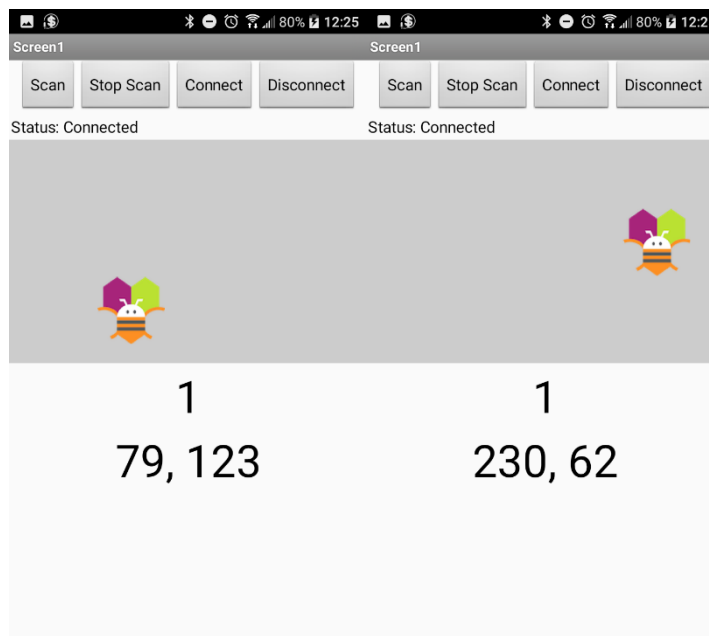 80% 12:25
Screen1
Scan Stop Scan Connect Disconnect
Status: Connected
1
79, 123
80% 12:2
Screen1
Scan Stop Scan Connect Disconnect
Status: Connected
1
230, 62